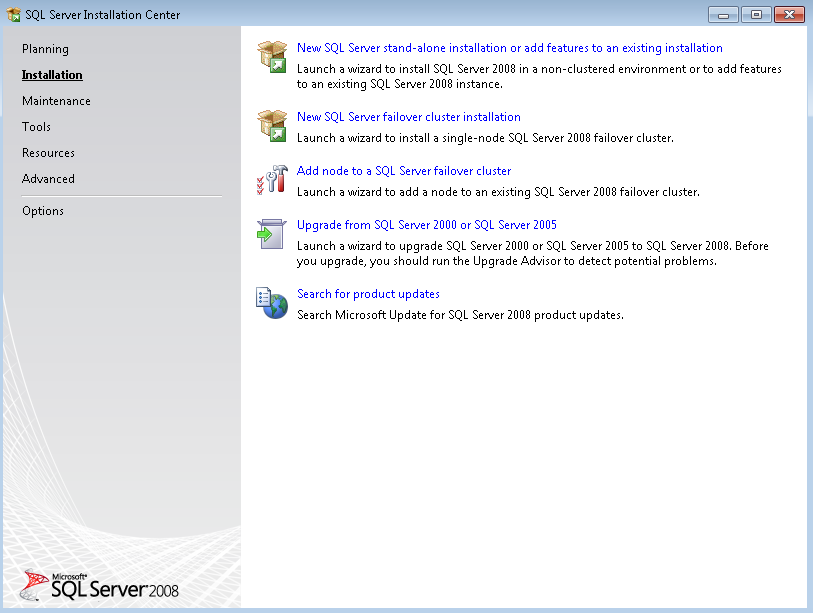 SQL Server Installation Center
Planning
Installation
Maintenance
Tools
Resources
Advanced
Options
New SQL Server stand-alone installation or add features to an existing installation
Launch a wizard to install SQL Server 2008 in a non-clustered environment or to add features
to an existing SQL Server 2008 instance.
New SQL Server failover cluster installation
Launch a wizard to install a single-node SQL Server 2008 failover cluster.
Add node to a SQL Server failover cluster
Launch a wizard to add a node to an existing SQL Server 2008 failover cluster.
Upgrade from SQL Server 2000 or SQL Server 2005
Launch a wizard to upgrade SQL Server 2000 or SQL Server 2005 to SQL Server 2008. Before
you upgrade, you should run the Upgrade Advisor to detect potential problems.
Search for product updates
Search Microsoft Update for SQL Server 2008 product updates.
Microsoft®
SQL Server 2008